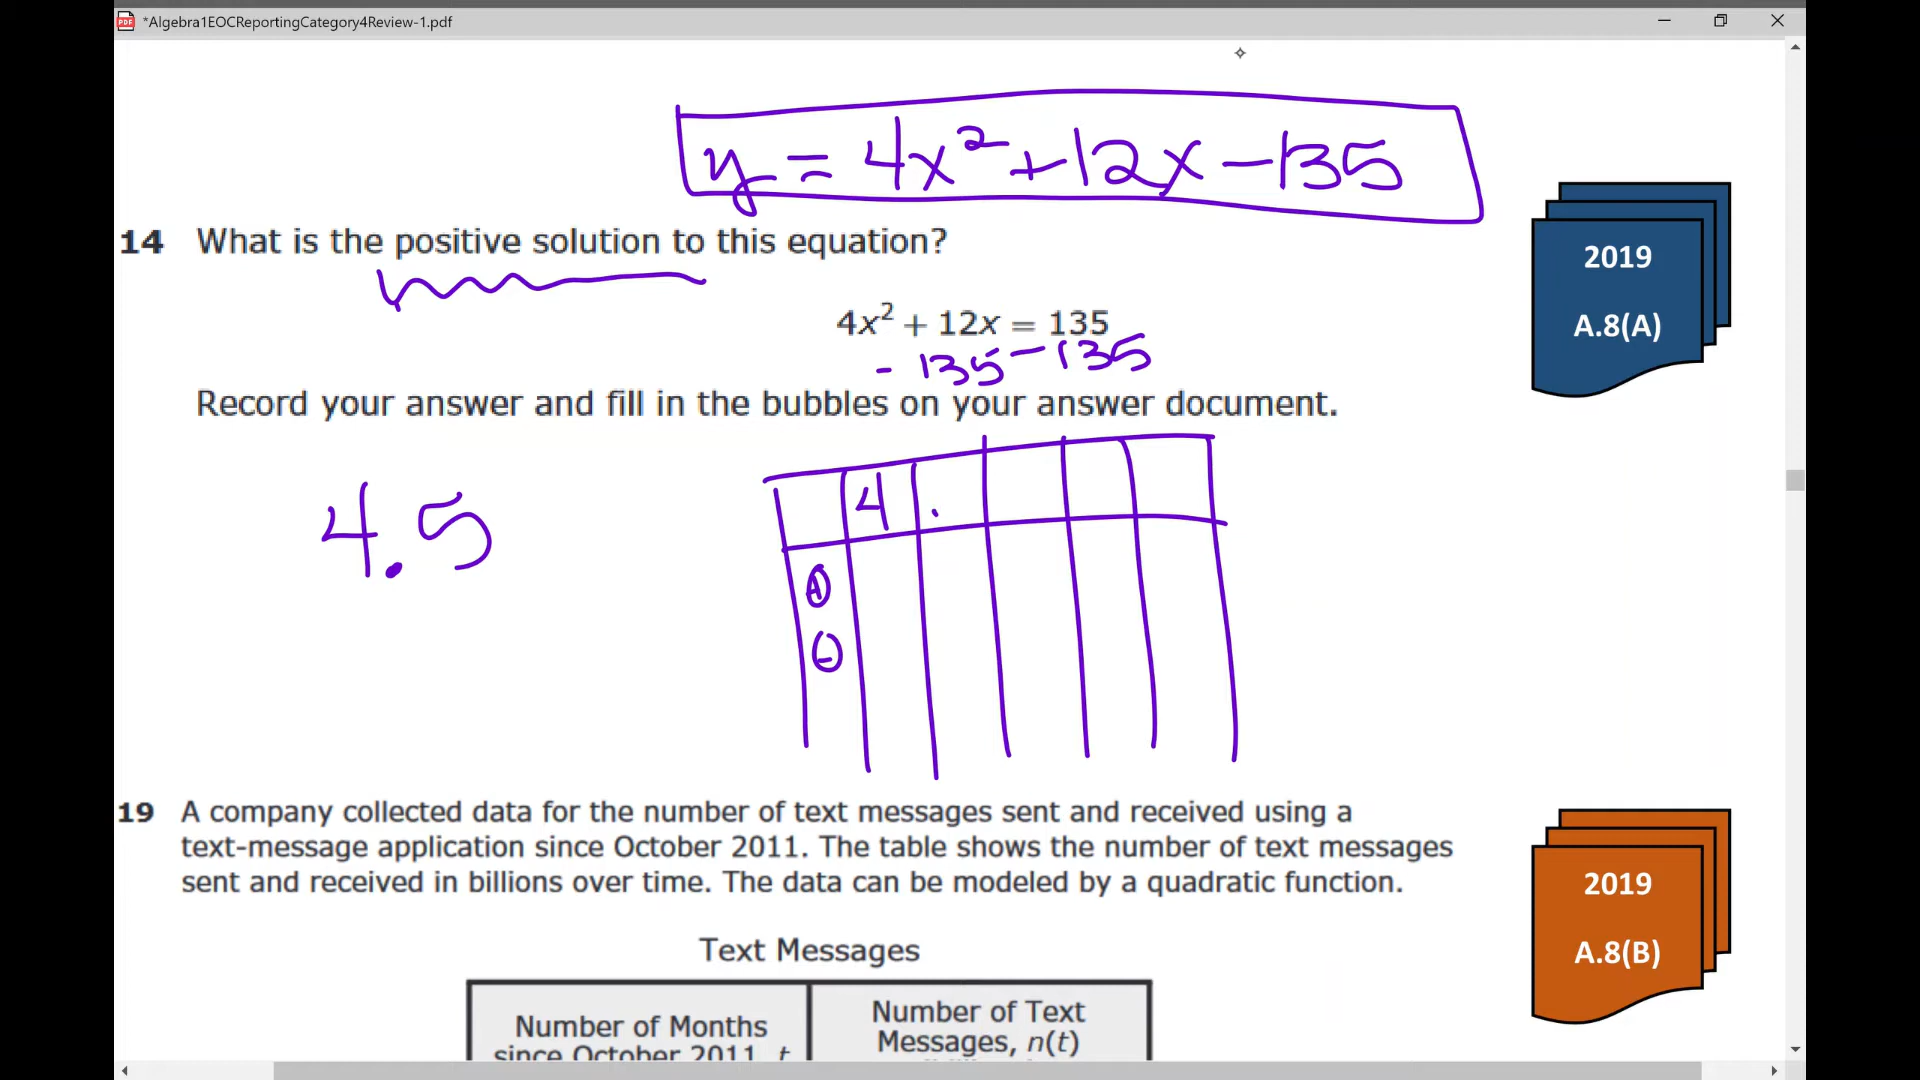 *Algebra1EOCReportingCategory4Review-1.pdf
y = 4x² + 12x - 135
14 What is the positive solution to this equation?
4x² + 12x = 135
- 135 - 135
Record your answer and fill in the bubbles on your answer document.
4.5
4 .
+
-
2019
A.8(A)
19 A company collected data for the number of text messages sent and received using a
text-message application since October 2011. The table shows the number of text messages
sent and received in billions over time. The data can be modeled by a quadratic function.
Text Messages
Number of Months
since October 2011, t
Number of Text
Messages, n(t)
2019
A.8(B)